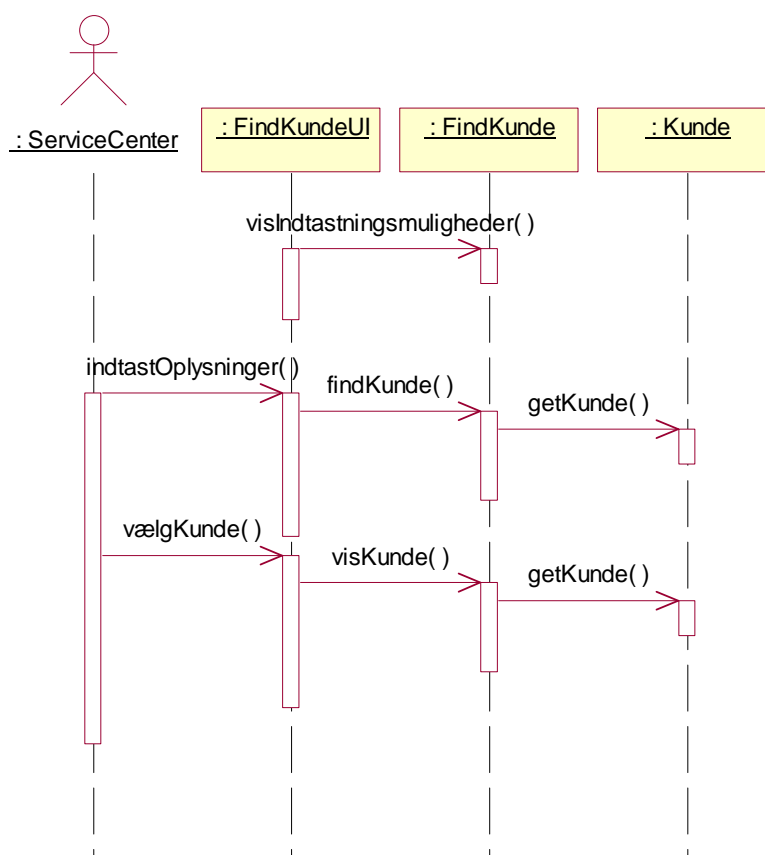 : ServiceCenter
: FindKundeUI
: FindKunde
: Kunde
visIndtastningsmuligheder( )
indtastOplysninger( )
findKunde( )
getKunde( )
vælgKunde( )
visKunde( )
getKunde( )